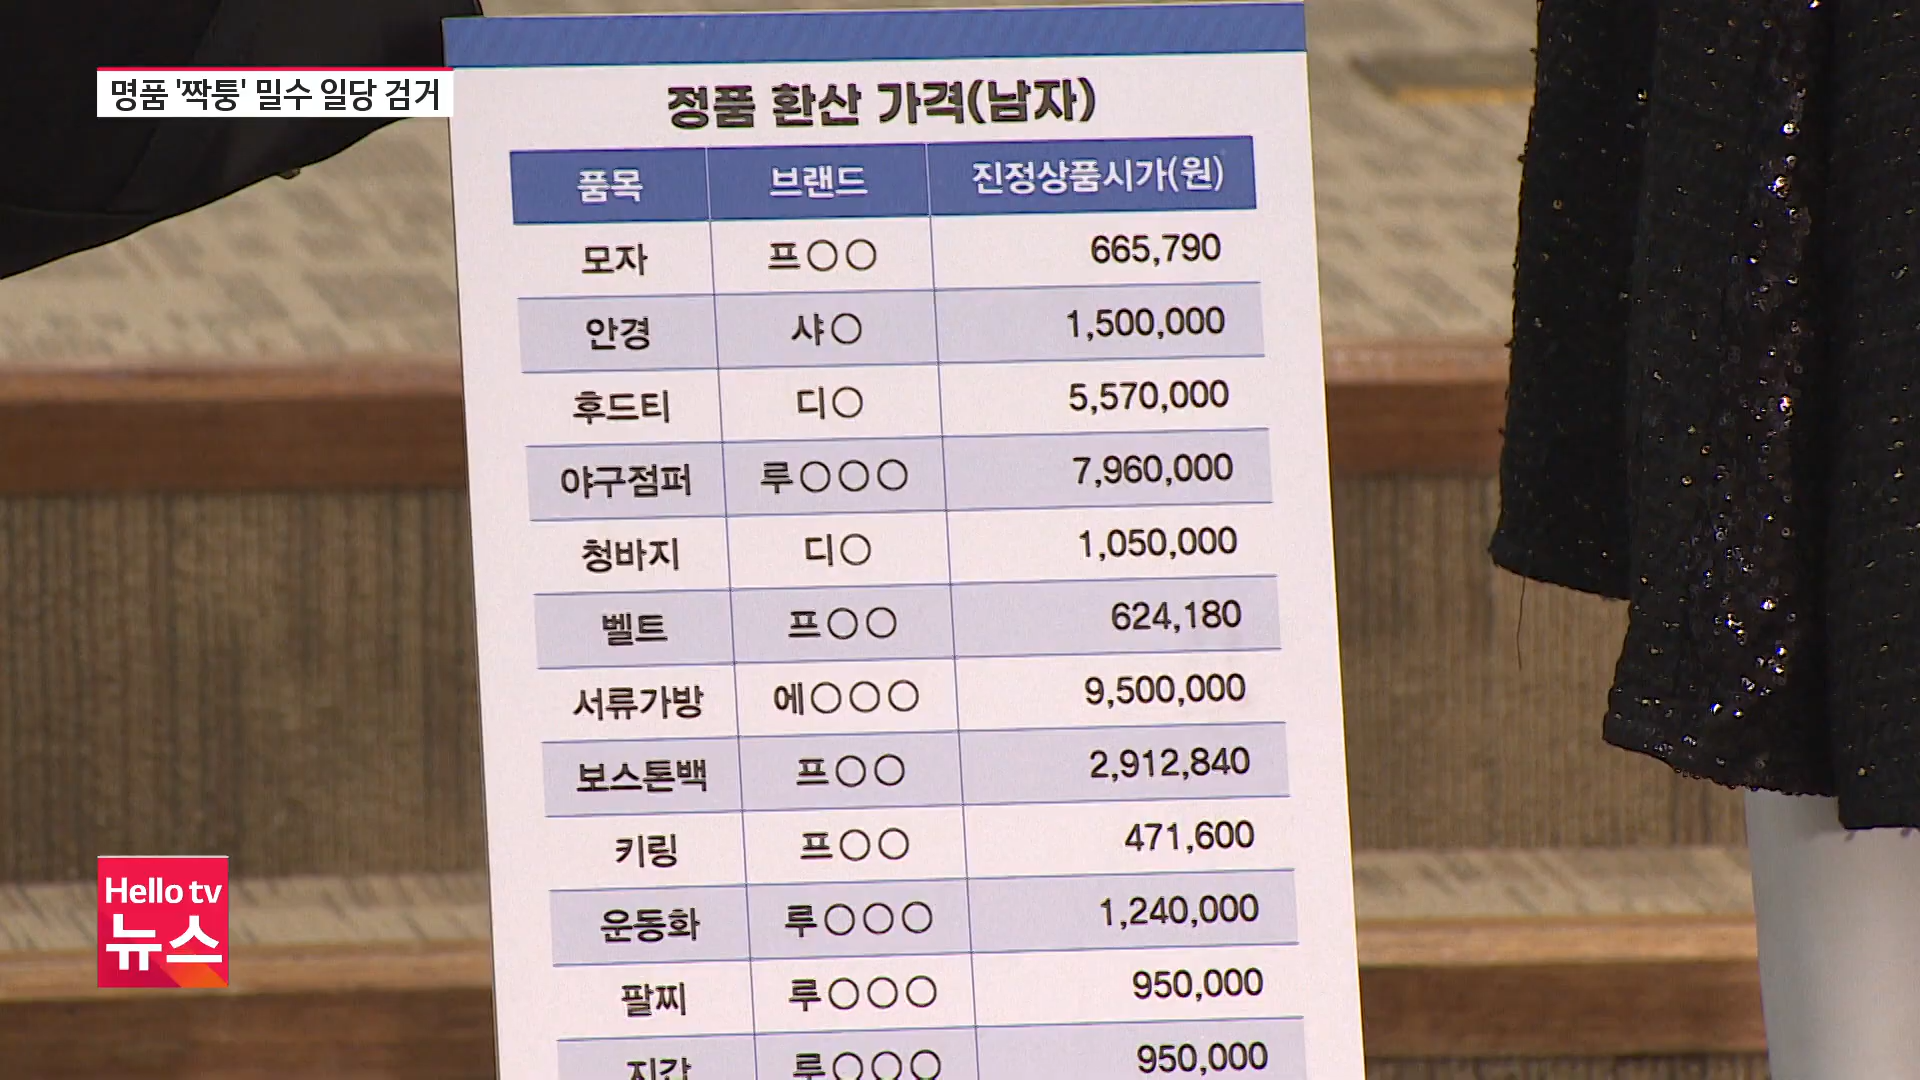 명품 '짝퉁' 밀수 일당 검거
정품 환산 가격(남자)
품목 브랜드 진정상품시가(원)
모자 프○○ 665,790
안경 샤○ 1,500,000
후드티 디○ 5,570,000
야구점퍼 루○○○ 7,960,000
청바지 디○ 1,050,000
벨트 프○○ 624,180
서류가방 에○○○ 9,500,000
보스톤백 프○○ 2,912,840
키링 프○○ 471,600
운동화 루○○○ 1,240,000
팔찌 루○○○ 950,000
지갑 루○○○ 950,000
Hello tv
뉴스